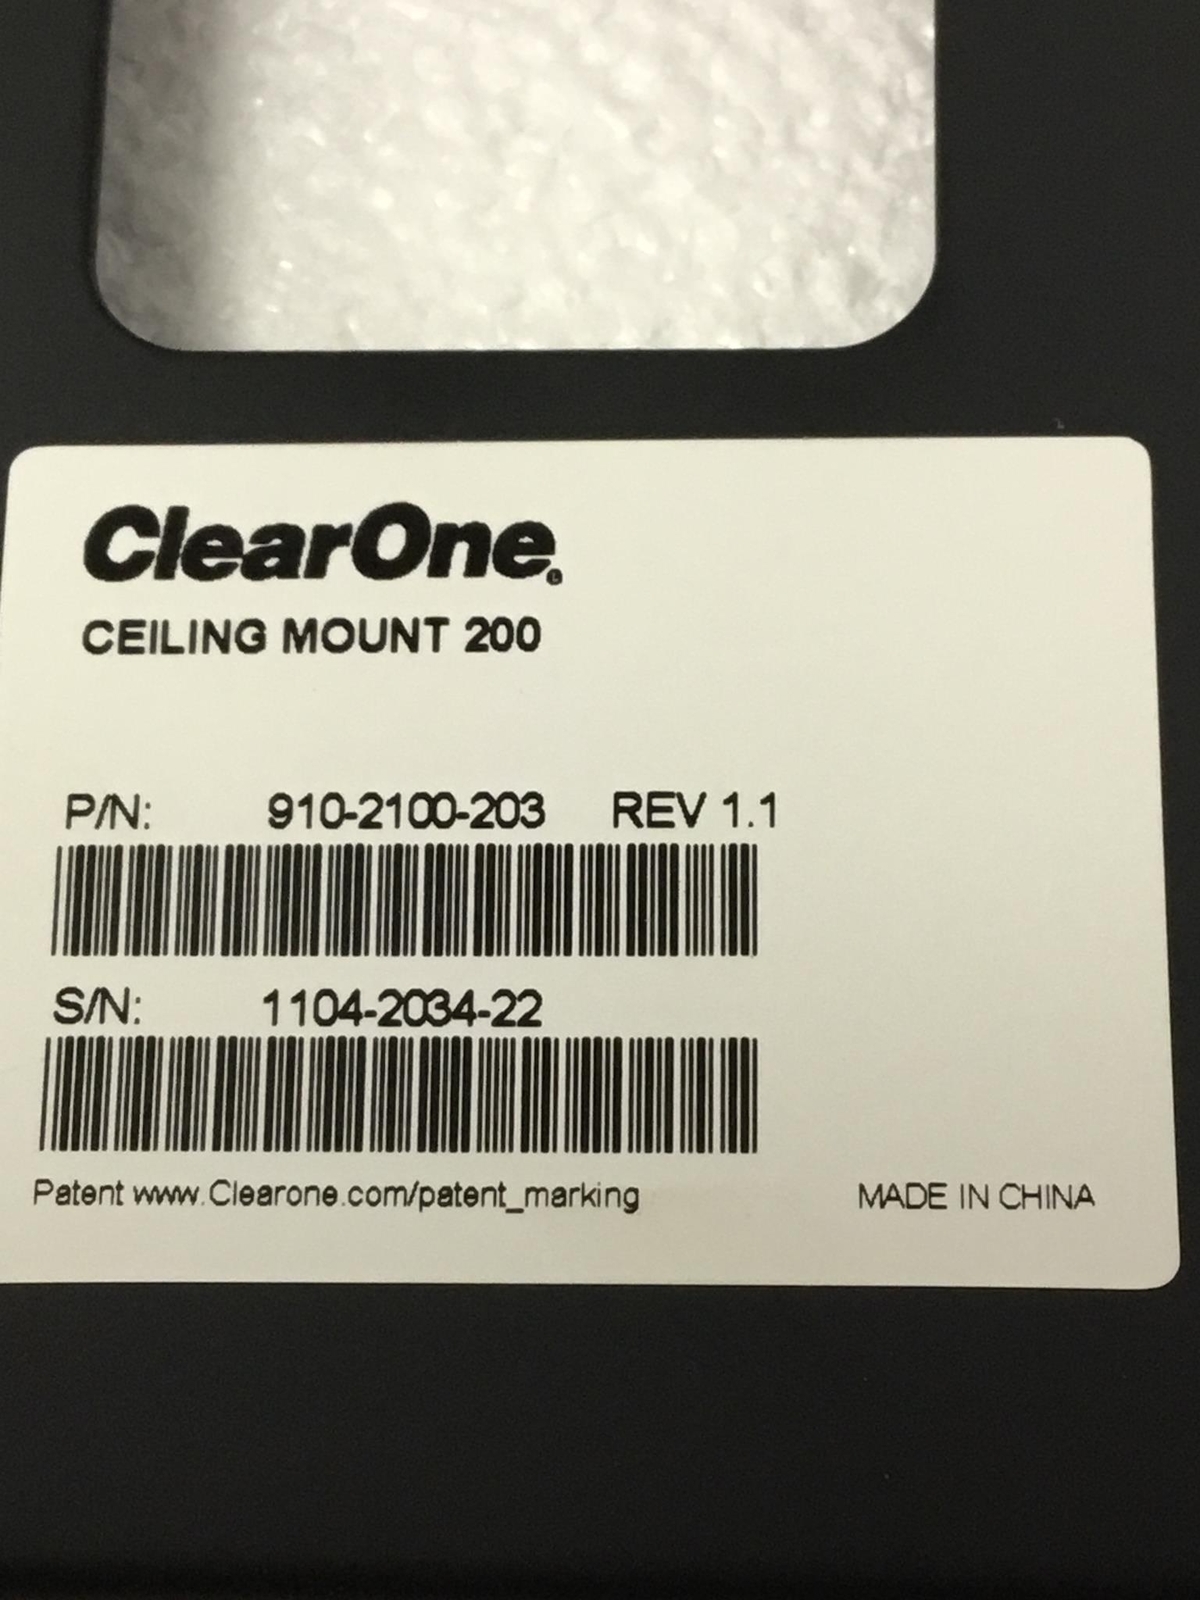 ClearOne®
CEILING MOUNT 200
P/N: 910-2100-203 REV 1.1
S/N: 1104-2034-22
Patent www.Clearone.com/patent_marking MADE IN CHINA